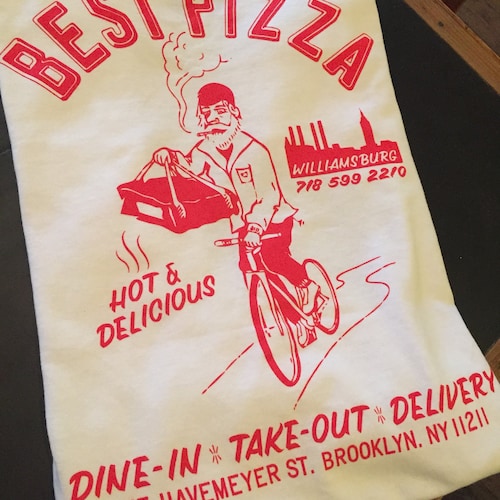 BEST PIZZA
WILLIAMSBURG
718 599 2210
HOT &
DELICIOUS
DINE-IN * TAKE-OUT * DELIVERY
HAVEMEYER ST. BROOKLYN. NY 11211